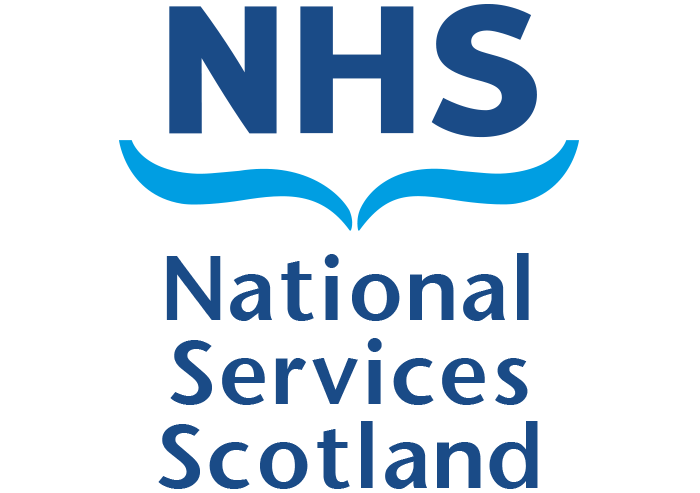 NHS
National
Services
Scotland